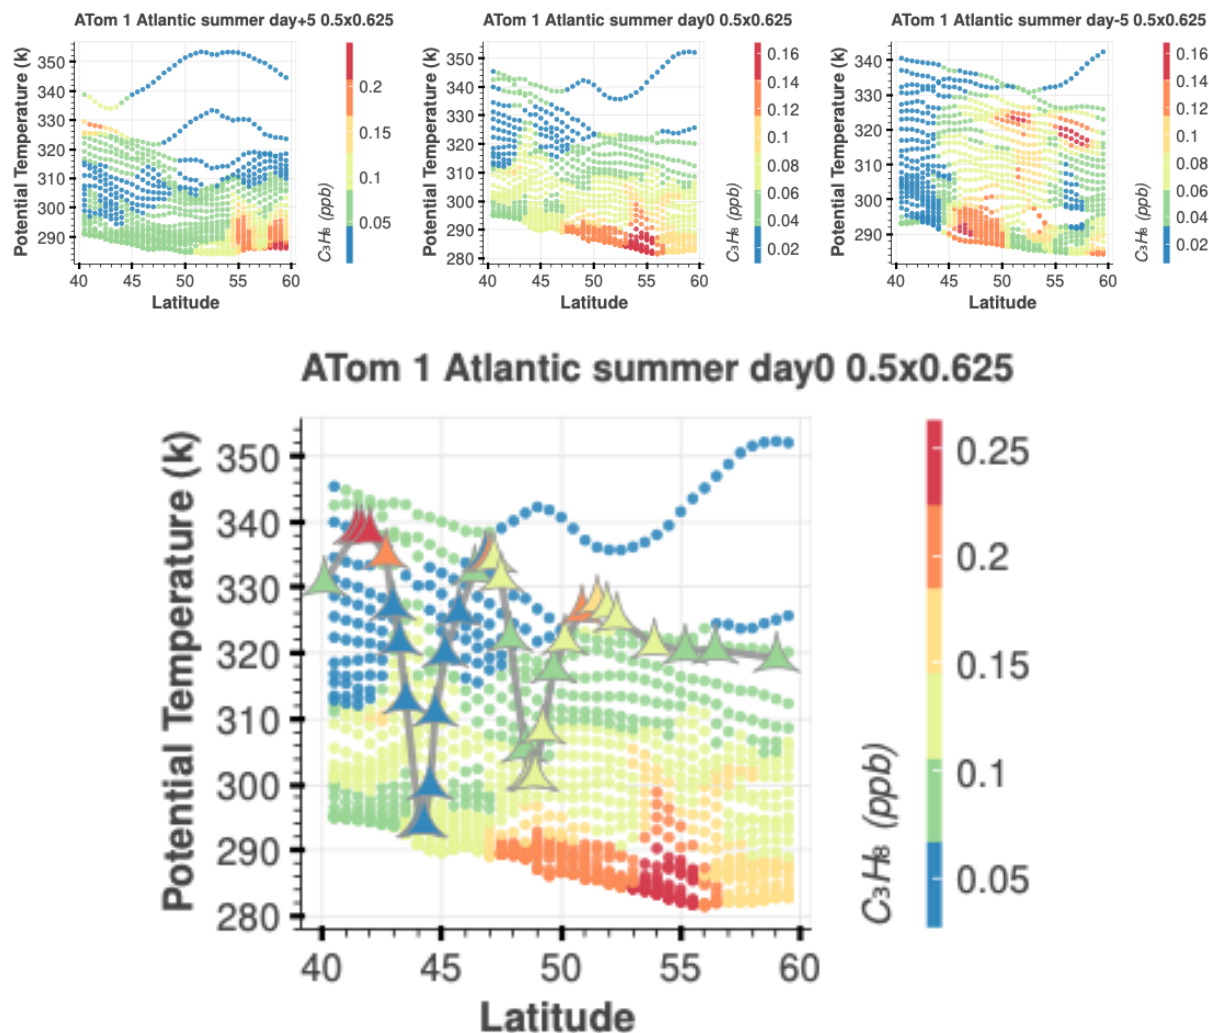 ATom 1 Atlantic summer day+5 0.5x0.625
Potential Temperature (k)
350
340
330
320
310
300
290
40 45 50 55 60
Latitude
0.2
0.15
0.1
0.05
C₃H₈ (ppb)
ATom 1 Atlantic summer day0 0.5x0.625
Potential Temperature (k)
350
340
330
320
310
300
290
280
40 45 50 55 60
Latitude
0.16
0.14
0.12
0.1
0.08
0.06
0.04
0.02
C₃H₈ (ppb)
ATom 1 Atlantic summer day-5 0.5x0.625
Potential Temperature (k)
340
330
320
310
300
290
40 45 50 55 60
Latitude
0.16
0.14
0.12
0.1
0.08
0.06
0.04
0.02
C₃H₈ (ppb)
ATom 1 Atlantic summer day0 0.5x0.625
Potential Temperature (k)
350
340
330
320
310
300
290
280
40 45 50 55 60
Latitude
0.25
0.2
0.15
0.1
0.05
C₃H₈ (ppb)